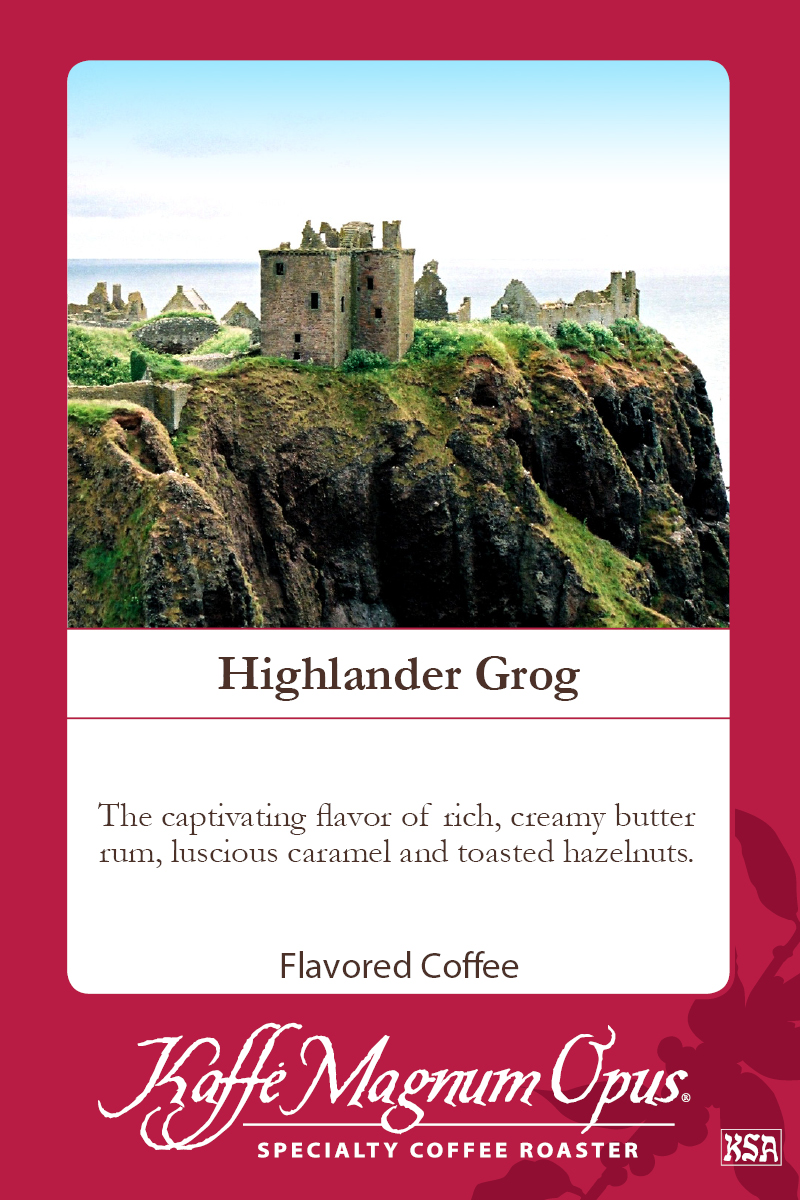 Highlander Grog
The captivating flavor of rich, creamy butter
rum, luscious caramel and toasted hazelnuts.
Flavored Coffee
Kaffé Magnum Opus®
SPECIALTY COFFEE ROASTER
KSA